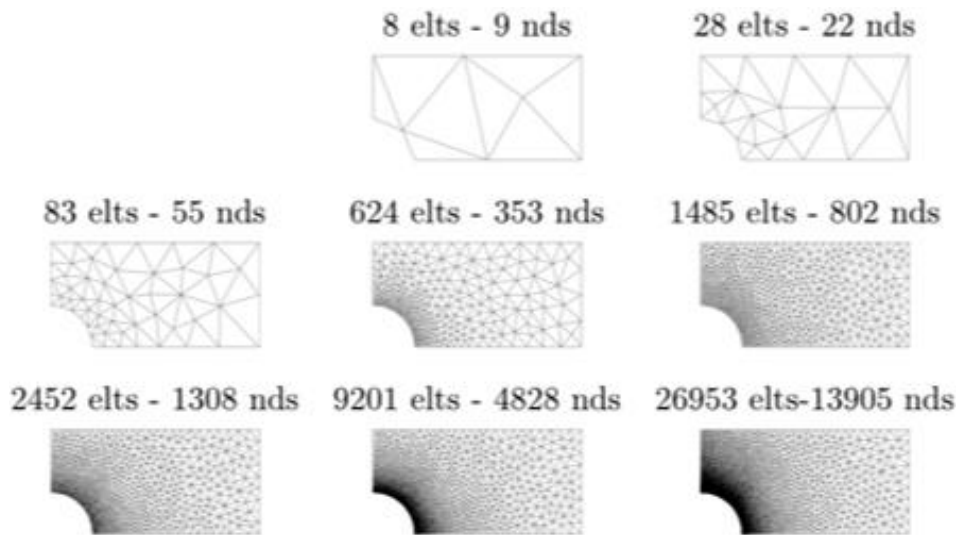 8 elts - 9 nds
28 elts - 22 nds
83 elts - 55 nds
624 elts - 353 nds
1485 elts - 802 nds
2452 elts - 1308 nds
9201 elts - 4828 nds
26953 elts-13905 nds